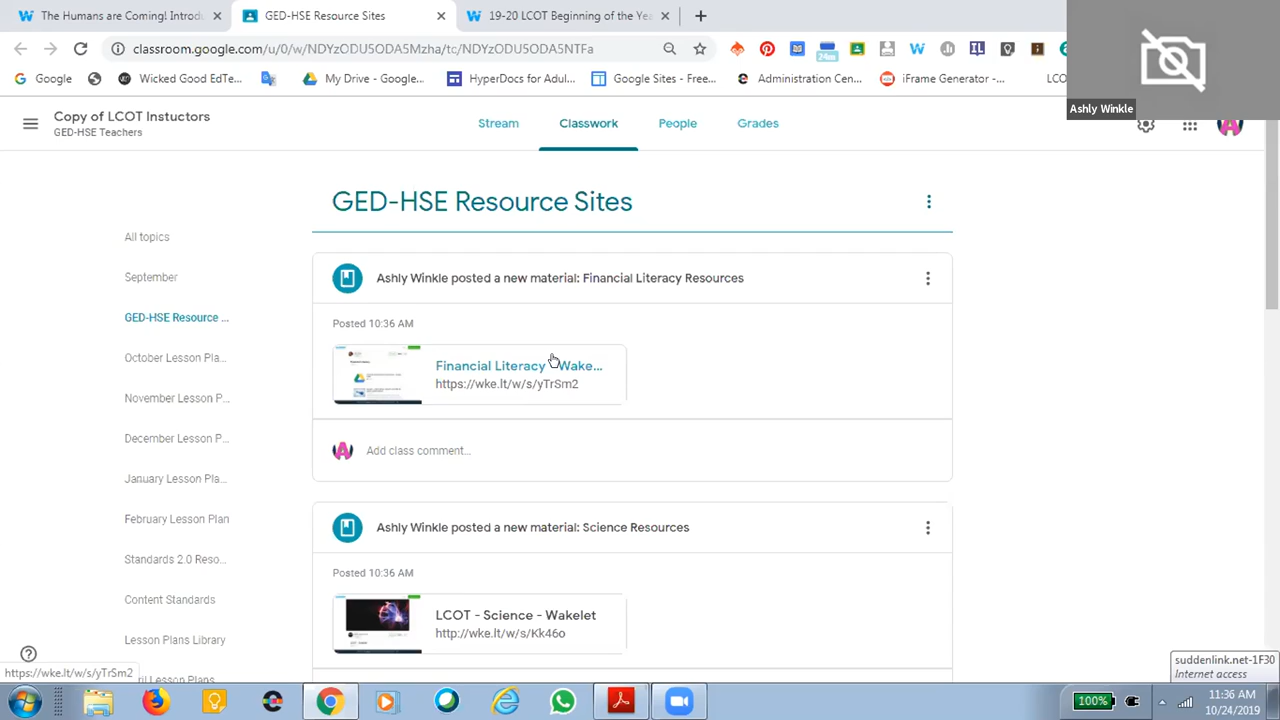 The Humans are Coming! Introdu
GED-HSE Resource Sites
19-20 LCOT Beginning of the Yea
classroom.google.com/u/0/w/NDYzODU5ODA5Mzha/tc/NDYzODU5ODA5NTFa
Google
Wicked Good EdTe...
My Drive - Google...
HyperDocs for Adul...
Google Sites - Free...
Administration Cen...
iFrame Generator -...
LCO
Ashly Winkle
Copy of LCOT Instuctors
GED-HSE Teachers
Stream
Classwork
People
Grades
GED-HSE Resource Sites
All topics
September
GED-HSE Resource ...
October Lesson Pla...
November Lesson P...
December Lesson P...
January Lesson Pla...
February Lesson Plan
Standards 2.0 Reso...
Content Standards
Lesson Plans Library
Ashly Winkle posted a new material: Financial Literacy Resources
Posted 10:36 AM
Financial Literacy - Wake...
https://wke.lt/w/s/yTrSm2
Add class comment...
Ashly Winkle posted a new material: Science Resources
Posted 10:36 AM
LCOT - Science - Wakelet
http://wke.lt/w/s/Kk46o
https://wke.lt/w/s/yTrSm2
suddenlink.net-1F30
Internet access
100%
11:36 AM
10/24/2019